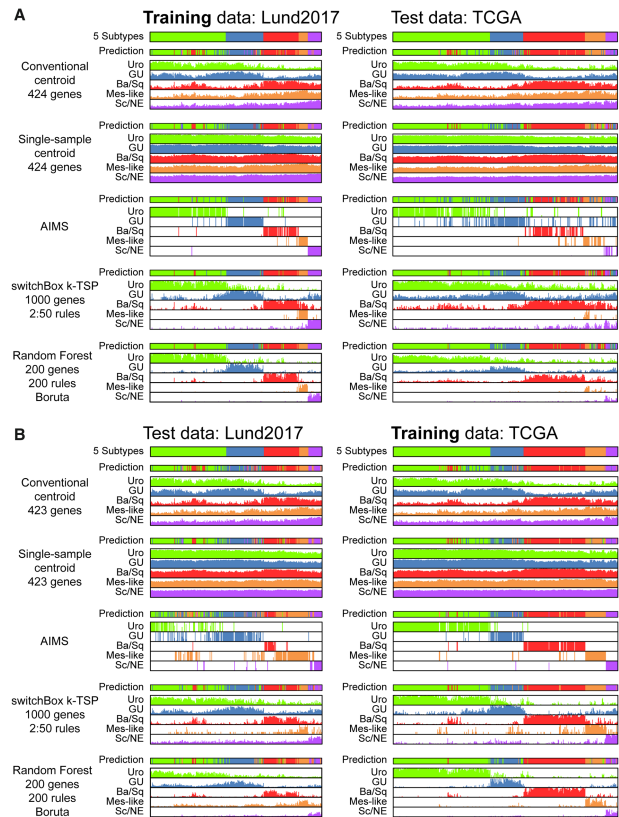 A
Training data: Lund2017
Test data: TCGA
5 Subtypes
Prediction
Prediction
Conventional
centroid
424 genes
Uro
GU
Ba/Sq
Mes-like
Sc/NE
Uro
GU
Ba/Sq
Mes-like
Sc/NE
Single-sample
centroid
424 genes
Prediction
Uro
GU
Ba/Sq
Mes-like
Sc/NE
Prediction
Uro
GU
Ba/Sq
Mes-like
Sc/NE
AIMS
Prediction
Uro
GU
Ba/Sq
Mes-like
Sc/NE
Prediction
Uro
GU
Ba/Sq
Mes-like
Sc/NE
switchBox k-TSP
1000 genes
2:50 rules
Prediction
Uro
GU
Ba/Sq
Mes-like
Sc/NE
Prediction
Uro
GU
Ba/Sq
Mes-like
Sc/NE
Random Forest
200 genes
200 rules
Boruta
Prediction
Uro
GU
Ba/Sq
Mes-like
Sc/NE
Prediction
Uro
GU
Ba/Sq
Mes-like
Sc/NE
B
Test data: Lund2017
Training data: TCGA
5 Subtypes
5 Subtypes
Conventional
centroid
423 genes
Prediction
Uro
GU
Ba/Sq
Mes-like
Sc/NE
Prediction
Uro
GU
Ba/Sq
Mes-like
Sc/NE
Single-sample
centroid
423 genes
Prediction
Uro
GU
Ba/Sq
Mes-like
Sc/NE
Prediction
Uro
GU
Ba/Sq
Mes-like
Sc/NE
AIMS
Prediction
Uro
GU
Ba/Sq
Mes-like
Sc/NE
Prediction
Uro
GU
Ba/Sq
Mes-like
Sc/NE
switchBox k-TSP
1000 genes
2:50 rules
Prediction
Uro
GU
Ba/Sq
Mes-like
Sc/NE
Prediction
Uro
GU
Ba/Sq
Mes-like
Sc/NE
Random Forest
200 genes
200 rules
Boruta
Prediction
Uro
GU
Ba/Sq
Mes-like
Sc/NE
Prediction
Uro
GU
Ba/Sq
Mes-like
Sc/NE